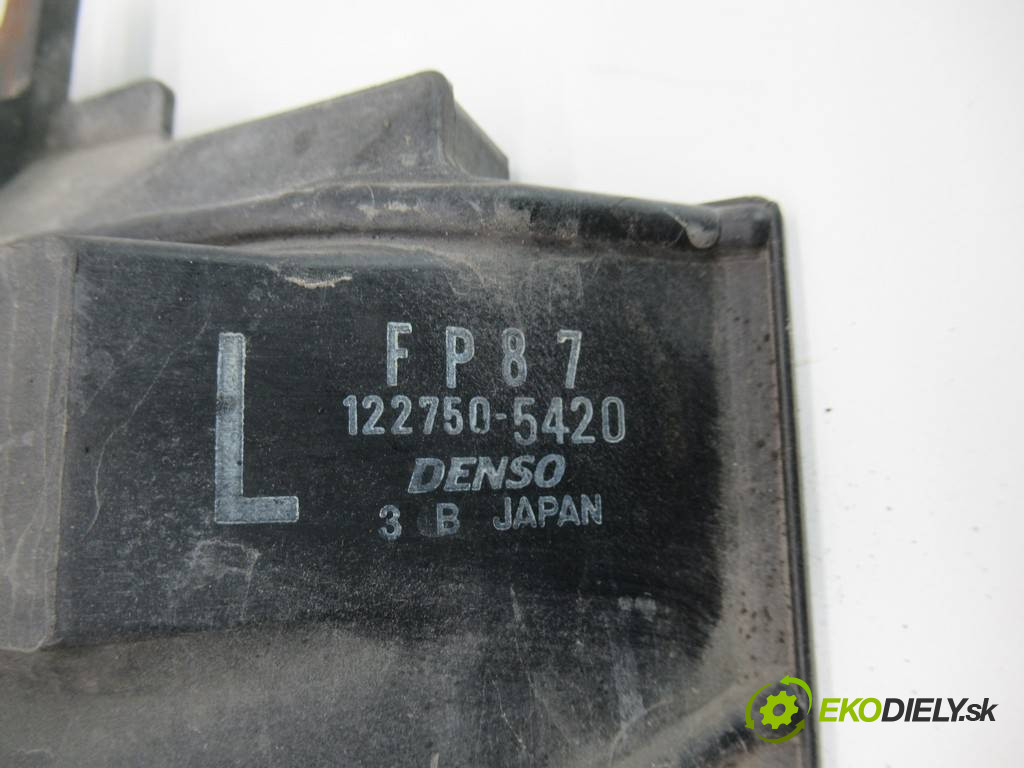 L
FP87
122750-5420
DENSO
3 B JAPAN
EKODIELY.sk